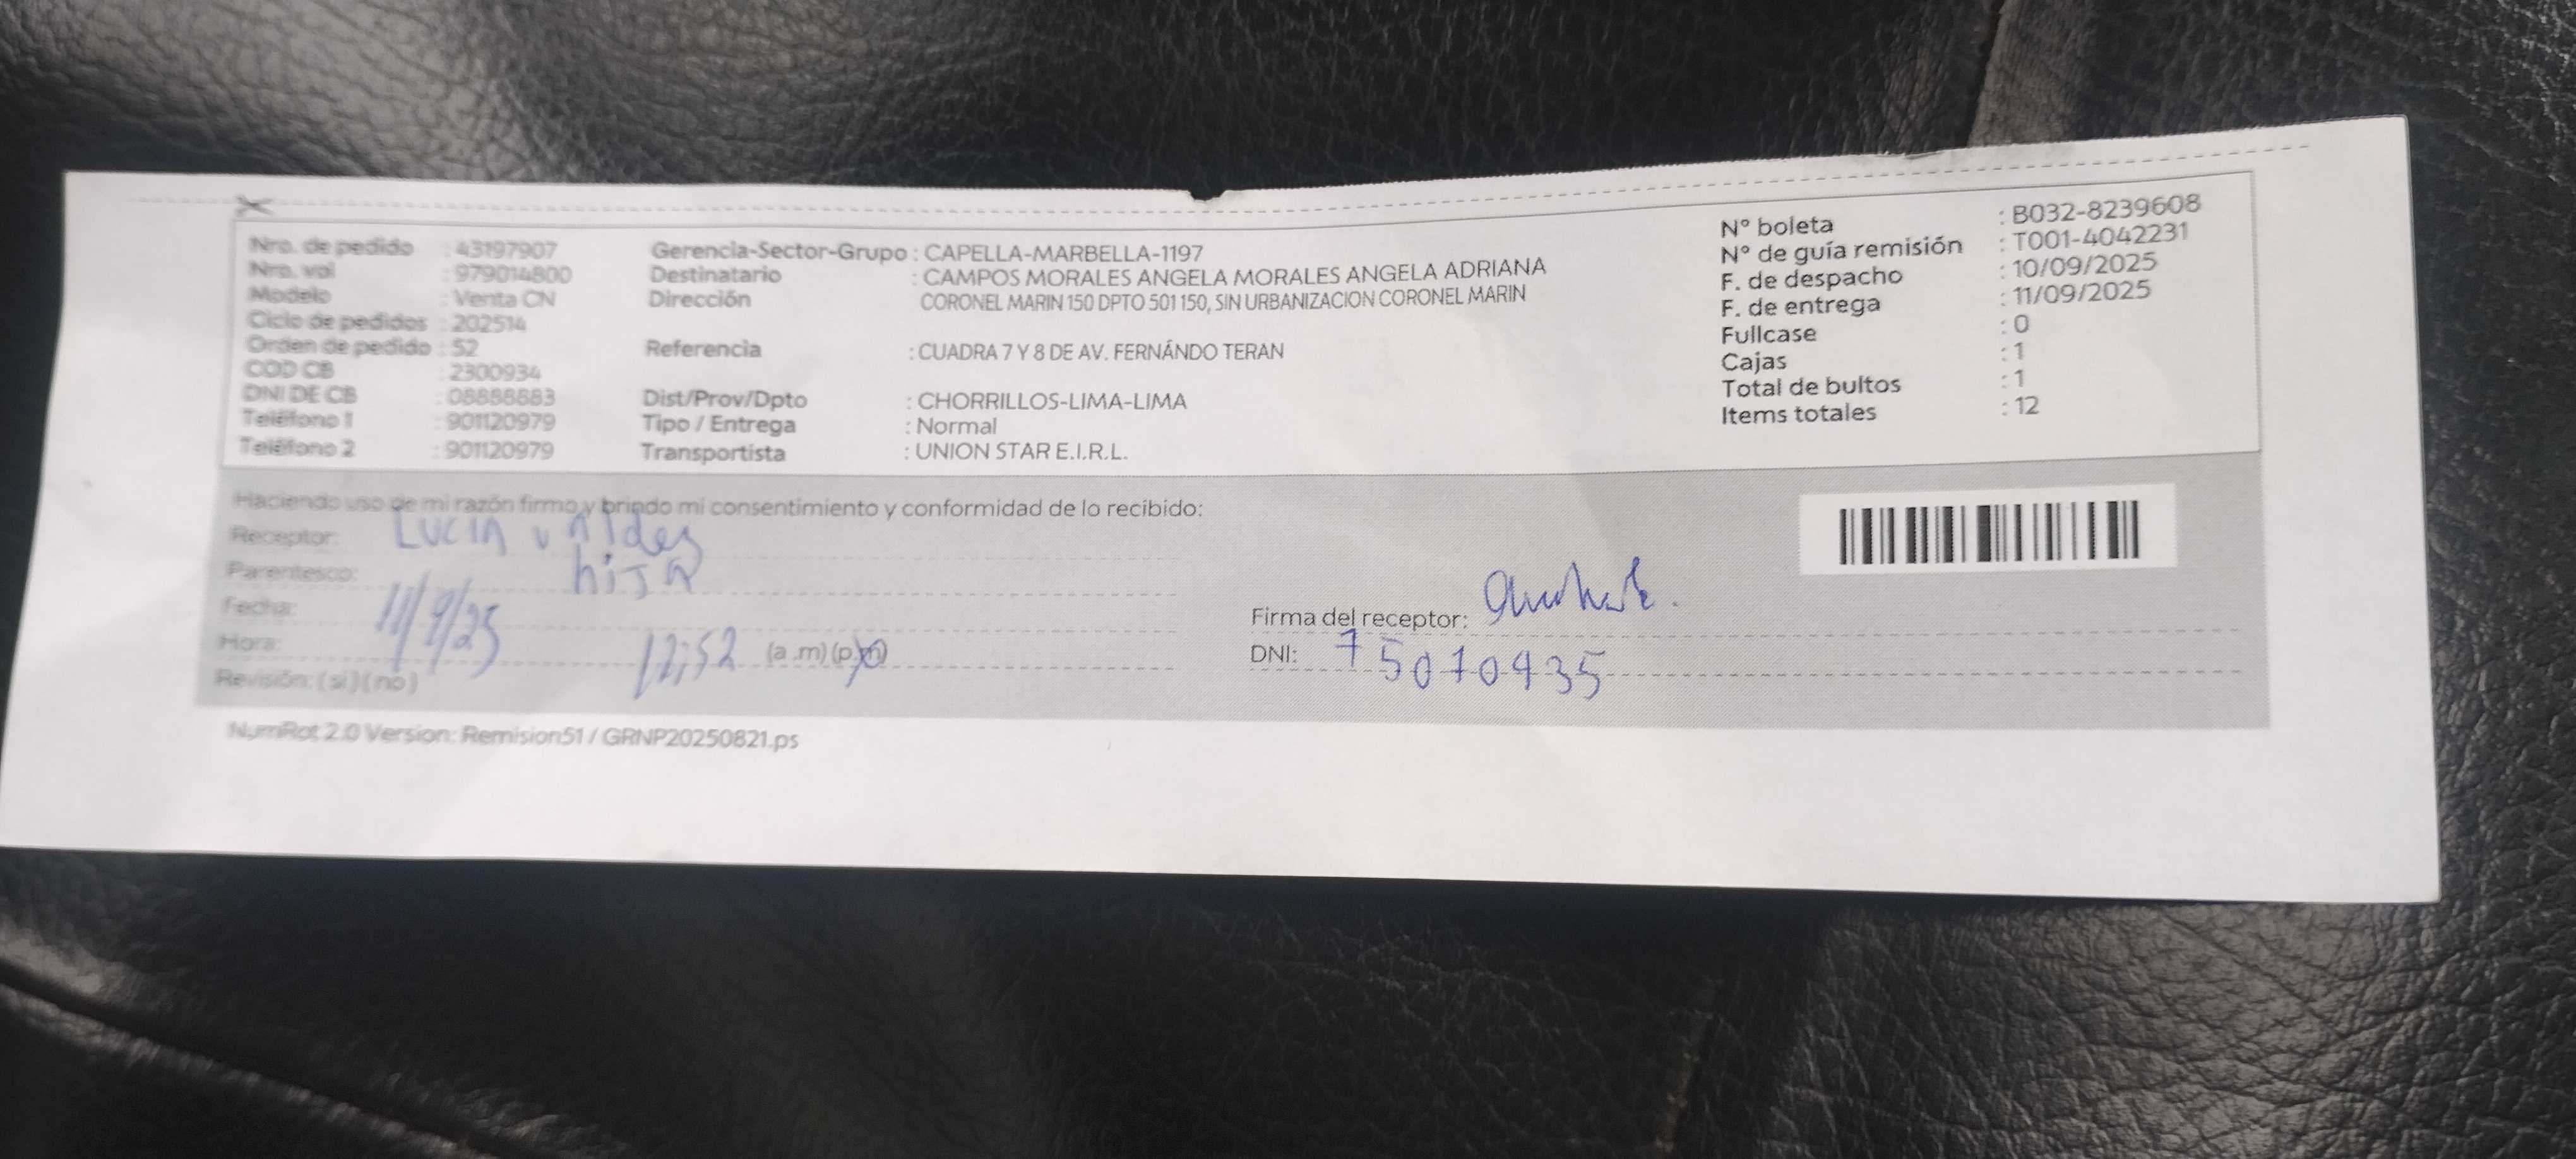 Nro. de pedido : 43197907
Nro. vol : 979014800
Modelo : Venta CN
Ciclo de pedidos : 202514
Orden de pedido : 52
COD CB : 2300934
DNI DE CB : 08888883
Teléfono 1 : 901120979
Teléfono 2 : 901120979
Gerencia-Sector-Grupo : CAPELLA-MARBELLA-1197
Destinatario : CAMPOS MORALES ANGELA MORALES ANGELA ADRIANA
Dirección CORONEL MARIN 150 DPTO 501 150, SIN URBANIZACION CORONEL MARIN
Referencia : CUADRA 7 Y 8 DE AV. FERNÁNDO TERAN
Dist/Prov/Dpto : CHORRILLOS-LIMA-LIMA
Tipo / Entrega : Normal
Transportista : UNION STAR E.I.R.L.
N° boleta : B032-8239608
N° de guía remisión : T001-4042231
F. de despacho : 10/09/2025
F. de entrega : 11/09/2025
Fullcase : 0
Cajas : 1
Total de bultos : 1
Items totales : 12
Haciendo uso de mi razón firmo y brindo mi consentimiento y conformidad de lo recibido:
Receptor: LUCIA
Parentesco: hiJA
Fecha: 11/9/25
Hora: 12:52 (a .m) (p.m)
Revisión: ( si ) ( no )
Firma del receptor:
DNI: 75010935
NumRot 2.0 Version: Remision51 / GRNP20250821.ps